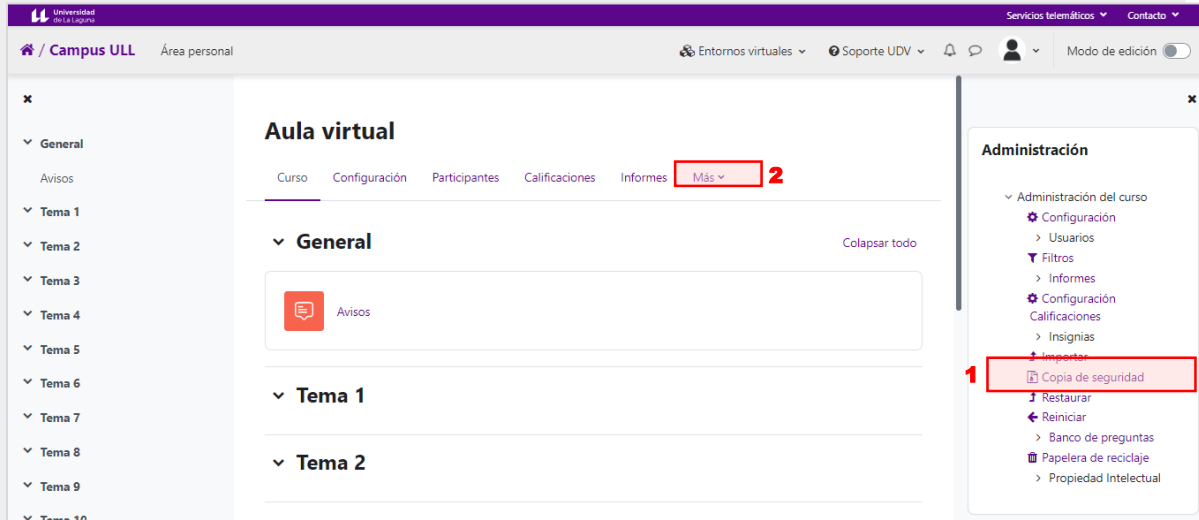 Universidad
de La Laguna
Servicios telemáticos
Contacto
/ Campus ULL
Área personal
Entornos virtuales
Soporte UDV
Modo de edición
General
Avisos
Tema 1
Tema 2
Tema 3
Tema 4
Tema 5
Tema 6
Tema 7
Tema 8
Tema 9
Tema 10
Aula virtual
Curso
Configuración
Participantes
Calificaciones
Informes
Más
2
General
Colapsar todo
Avisos
Tema 1
Tema 2
Administración
Administración del curso
Configuración
Usuarios
Filtros
Informes
Configuración
Calificaciones
Insignias
Importar
1
Copia de seguridad
Restaurar
Reiniciar
Banco de preguntas
Papelera de reciclaje
Propiedad Intelectual